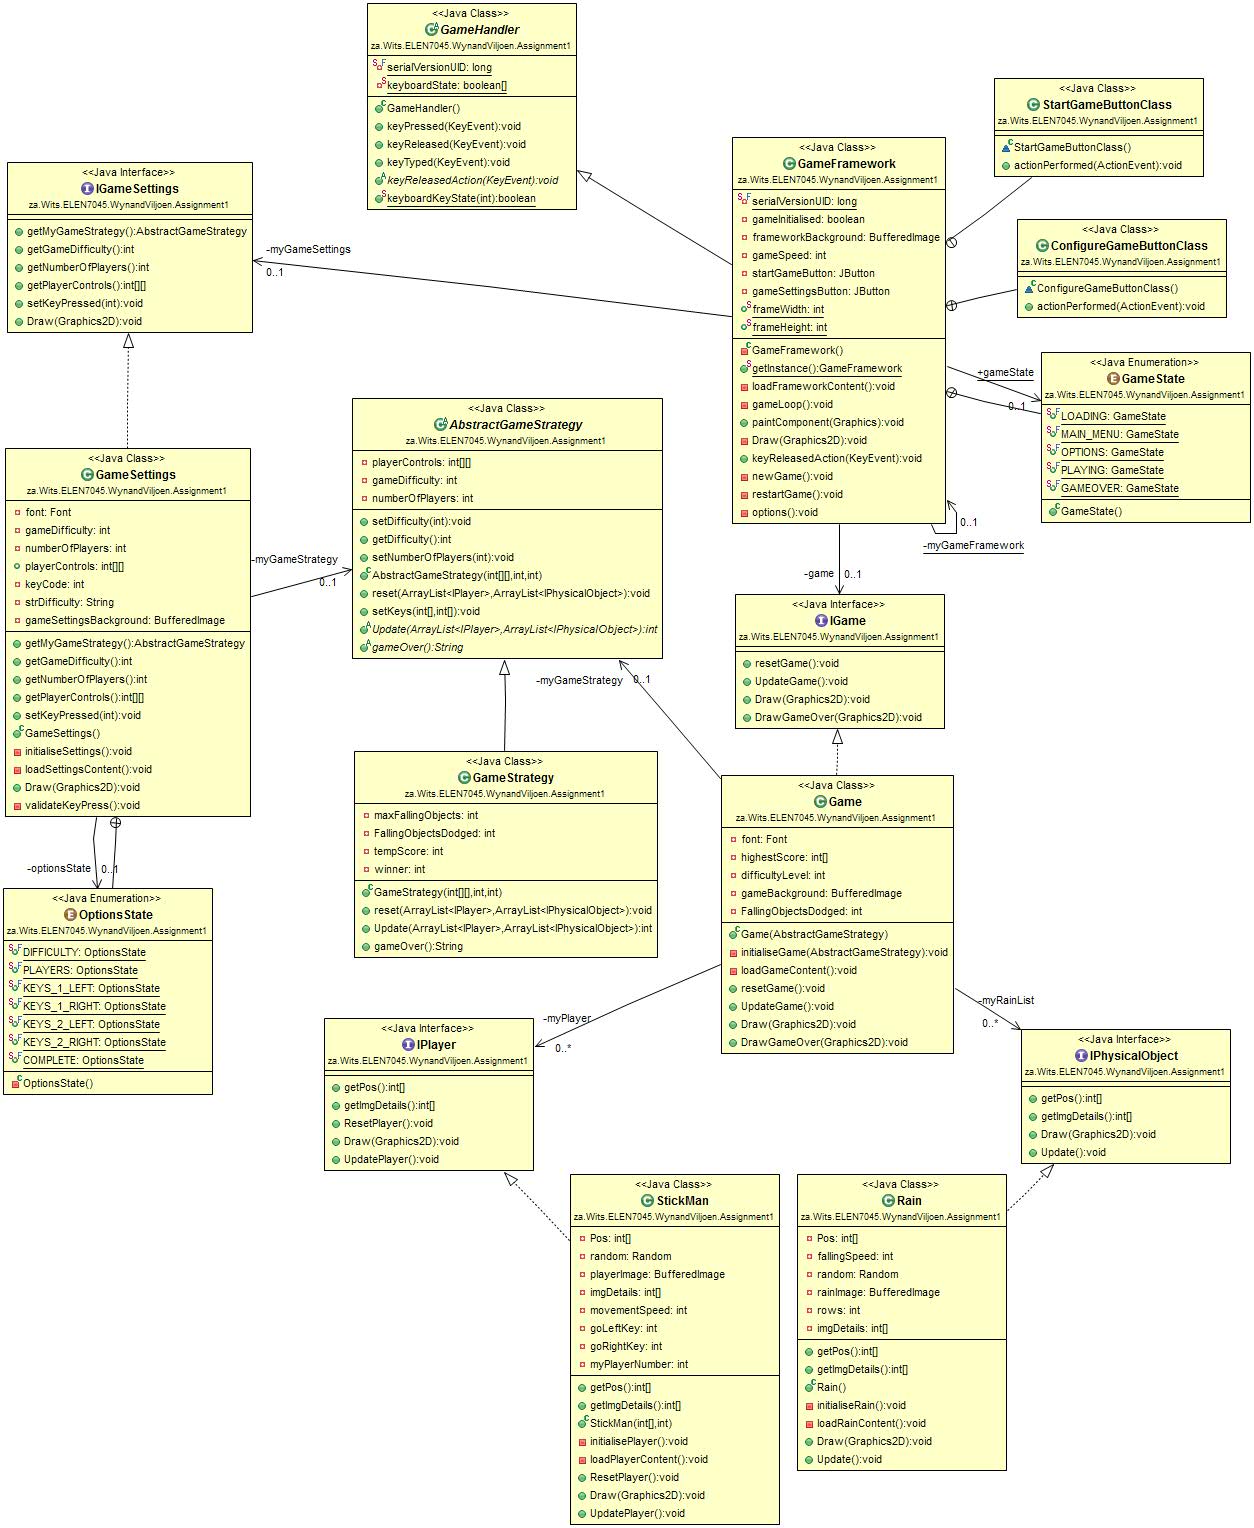 <<Java Class>>
GameHandler
za.Wits.ELEN7045.WynandViljoen.Assignment1
serialVersionUID: long
keyboardState: boolean[]
GameHandler()
keyPressed(KeyEvent):void
keyReleased(KeyEvent):void
keyTyped(KeyEvent):void
keyReleasedAction(KeyEvent):void
keyboardKeyState(int):boolean
<<Java Class>>
StartGameButtonClass
za.Wits.ELEN7045.WynandViljoen.Assignment1
StartGameButtonClass()
actionPerformed(ActionEvent):void
<<Java Class>>
GameFramework
za.Wits.ELEN7045.WynandViljoen.Assignment1
serialVersionUID: long
gameInitialised: boolean
frameworkBackground: BufferedImage
gameSpeed: int
startGameButton: JButton
gameSettingsButton: JButton
frameWidth: int
frameHeight: int
GameFramework()
getInstance():GameFramework
loadFrameworkContent():void
gameLoop():void
paintComponent(Graphics):void
Draw(Graphics2D):void
keyReleasedAction(KeyEvent):void
newGame():void
restartGame():void
options():void
<<Java Interface>>
IGameSettings
za.Wits.ELEN7045.WynandViljoen.Assignment1
getMyGameStrategy():AbstractGameStrategy
getGameDifficulty():int
getNumberOfPlayers():int
getPlayerControls():int[][]
setKeyPressed(int):void
Draw(Graphics2D):void
-myGameSettings
0..1
<<Java Class>>
ConfigureGameButtonClass
za.Wits.ELEN7045.WynandViljoen.Assignment1
ConfigureGameButtonClass()
actionPerformed(ActionEvent):void
+gameState
0..1
<<Java Enumeration>>
GameState
za.Wits.ELEN7045.WynandViljoen.Assignment1
LOADING: GameState
MAIN_MENU: GameState
OPTIONS: GameState
PLAYING: GameState
GAMEOVER: GameState
GameState()
0..1
-myGameFramework
<<Java Class>>
AbstractGameStrategy
za.Wits.ELEN7045.WynandViljoen.Assignment1
playerControls: int[][]
gameDifficulty: int
numberOfPlayers: int
setDifficulty(int):void
getDifficulty():int
setNumberOfPlayers(int):void
AbstractGameStrategy(int[][],int,int)
reset(ArrayList<IPlayer>,ArrayList<IPhysicalObject>):void
setKeys(int[],int[]):void
Update(ArrayList<IPlayer>,ArrayList<IPhysicalObject>):int
gameOver():String
<<Java Class>>
GameSettings
za.Wits.ELEN7045.WynandViljoen.Assignment1
font: Font
gameDifficulty: int
numberOfPlayers: int
playerControls: int[][]
keyCode: int
strDifficulty: String
gameSettingsBackground: BufferedImage
getMyGameStrategy():AbstractGameStrategy
getGameDifficulty():int
getNumberOfPlayers():int
getPlayerControls():int[][]
setKeyPressed(int):void
GameSettings()
initialiseSettings():void
loadSettingsContent():void
Draw(Graphics2D):void
validateKeyPress():void
-myGameStrategy
0..1
-game
0..1
<<Java Interface>>
IGame
za.Wits.ELEN7045.WynandViljoen.Assignment1
resetGame():void
UpdateGame():void
Draw(Graphics2D):void
DrawGameOver(Graphics2D):void
-myGameStrategy
0..1
<<Java Class>>
GameStrategy
za.Wits.ELEN7045.WynandViljoen.Assignment1
maxFallingObjects: int
FallingObjectsDodged: int
tempScore: int
winner: int
GameStrategy(int[][],int,int)
reset(ArrayList<IPlayer>,ArrayList<IPhysicalObject>):void
Update(ArrayList<IPlayer>,ArrayList<IPhysicalObject>):int
gameOver():String
<<Java Class>>
Game
za.Wits.ELEN7045.WynandViljoen.Assignment1
font: Font
highestScore: int[]
difficultyLevel: int
gameBackground: BufferedImage
FallingObjectsDodged: int
Game(AbstractGameStrategy)
initialiseGame(AbstractGameStrategy):void
loadGameContent():void
resetGame():void
UpdateGame():void
Draw(Graphics2D):void
DrawGameOver(Graphics2D):void
-optionsState
0..1
<<Java Enumeration>>
OptionsState
za.Wits.ELEN7045.WynandViljoen.Assignment1
DIFFICULTY: OptionsState
PLAYERS: OptionsState
KEYS_1_LEFT: OptionsState
KEYS_1_RIGHT: OptionsState
KEYS_2_LEFT: OptionsState
KEYS_2_RIGHT: OptionsState
COMPLETE: OptionsState
OptionsState()
-myPlayer
0..*
-myRainList
0..*
<<Java Interface>>
IPlayer
za.Wits.ELEN7045.WynandViljoen.Assignment1
getPos():int[]
getImgDetails():int[]
ResetPlayer():void
Draw(Graphics2D):void
UpdatePlayer():void
<<Java Interface>>
IPhysicalObject
za.Wits.ELEN7045.WynandViljoen.Assignment1
getPos():int[]
getImgDetails():int[]
Draw(Graphics2D):void
Update():void
<<Java Class>>
StickMan
za.Wits.ELEN7045.WynandViljoen.Assignment1
Pos: int[]
random: Random
playerImage: BufferedImage
imgDetails: int[]
movementSpeed: int
goLeftKey: int
goRightKey: int
myPlayerNumber: int
getPos():int[]
getImgDetails():int[]
StickMan(int[],int)
initialisePlayer():void
loadPlayerContent():void
ResetPlayer():void
Draw(Graphics2D):void
UpdatePlayer():void
<<Java Class>>
Rain
za.Wits.ELEN7045.WynandViljoen.Assignment1
Pos: int[]
fallingSpeed: int
random: Random
rainImage: BufferedImage
rows: int
imgDetails: int[]
getPos():int[]
getImgDetails():int[]
Rain()
initialiseRain():void
loadRainContent():void
Draw(Graphics2D):void
Update():void